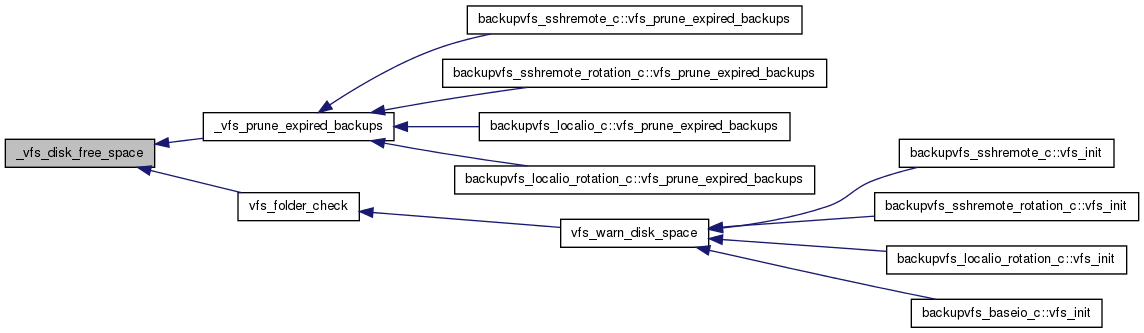 backupvfs_sshremote_c::vfs_prune_expired_backups
backupvfs_sshremote_rotation_c::vfs_prune_expired_backups
_vfs_prune_expired_backups
backupvfs_localio_c::vfs_prune_expired_backups
_vfs_disk_free_space
backupvfs_sshremote_c::vfs_init
backupvfs_localio_rotation_c::vfs_prune_expired_backups
vfs_folder_check
backupvfs_sshremote_rotation_c::vfs_init
vfs_warn_disk_space
backupvfs_localio_rotation_c::vfs_init
backupvfs_baseio_c::vfs_init